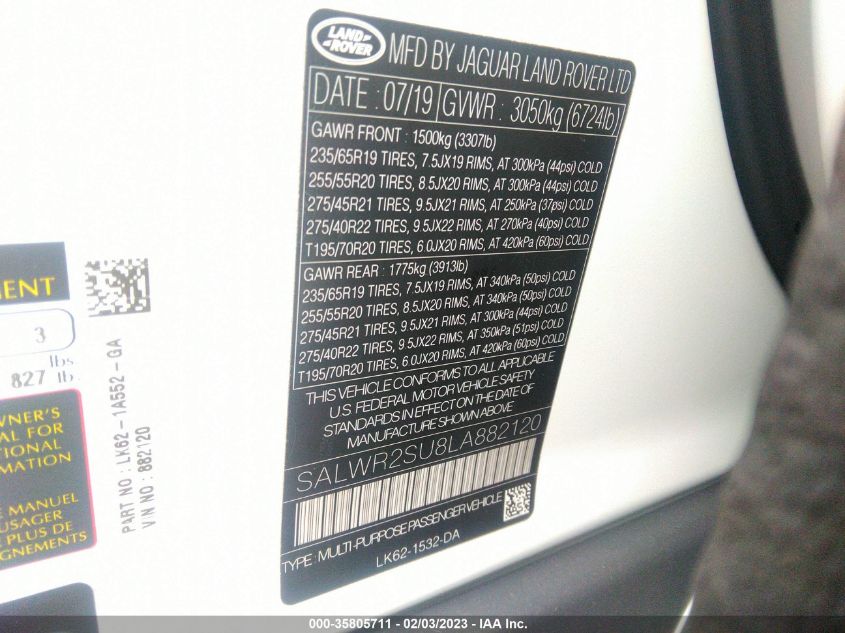 LAND
ROVER
MFD BY JAGUAR LAND ROVER LTD
DATE : 07/19 GVWR : 3050kg (6724lb)
GAWR FRONT : 1500kg (3307lb)
235/65R19 TIRES, 7.5JX19 RIMS, AT 300kPa (44psi) COLD
255/55R20 TIRES, 8.5JX20 RIMS, AT 300kPa (44psi) COLD
275/45R21 TIRES, 9.5JX21 RIMS, AT 250kPa (37psi) COLD
275/40R22 TIRES, 9.5JX22 RIMS, AT 270kPa (40psi) COLD
T195/70R20 TIRES, 6.0JX20 RIMS, AT 420kPa (60psi) COLD
GAWR REAR : 1775kg (3913lb)
235/65R19 TIRES, 7.5JX19 RIMS, AT 340kPa (50psi) COLD
255/55R20 TIRES, 8.5JX20 RIMS, AT 340kPa (50psi) COLD
275/45R21 TIRES, 9.5JX21 RIMS, AT 300kPa (44psi) COLD
275/40R22 TIRES, 9.5JX22 RIMS, AT 350kPa (51psi) COLD
T195/70R20 TIRES, 6.0JX20 RIMS, AT 420kPa (60psi) COLD
THIS VEHICLE CONFORMS TO ALL APPLICABLE
U.S. FEDERAL MOTOR VEHICLE SAFETY
STANDARDS IN EFFECT ON THE DATE OF
MANUFACTURE SHOWN ABOVE
SALWR2SU8LA882120
TYPE : MULTI-PURPOSE PASSENGER VEHICLE
LK62-1532-DA
3
lbs
827 lb
FOR
MANUEL
PLUS
PART NO : LK62-1A552-GA
VIN NO : 882120
000-35805711 - 02/03/2023 - IAA Inc.